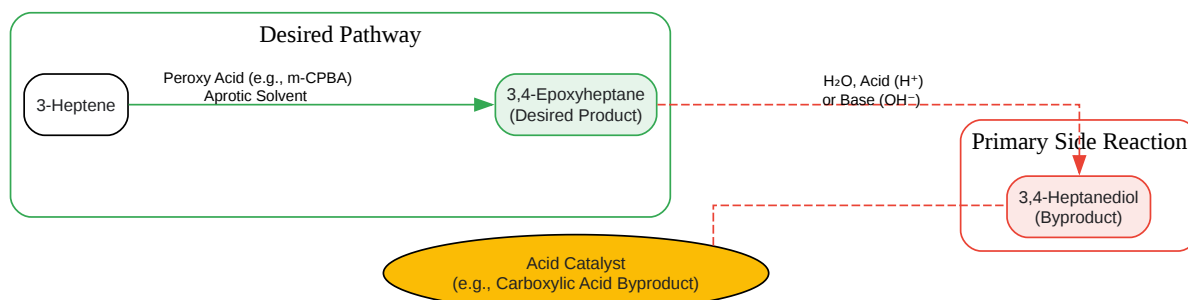 Desired Pathway
3-Heptene
Peroxy Acid (e.g., m-CPBA)
Aprotic Solvent
3,4-Epoxyheptane
(Desired Product)
H₂O, Acid (H⁺)
or Base (OH⁻)
Primary Side Reaction
3,4-Heptanediol
(Byproduct)
Acid Catalyst
(e.g., Carboxylic Acid Byproduct)